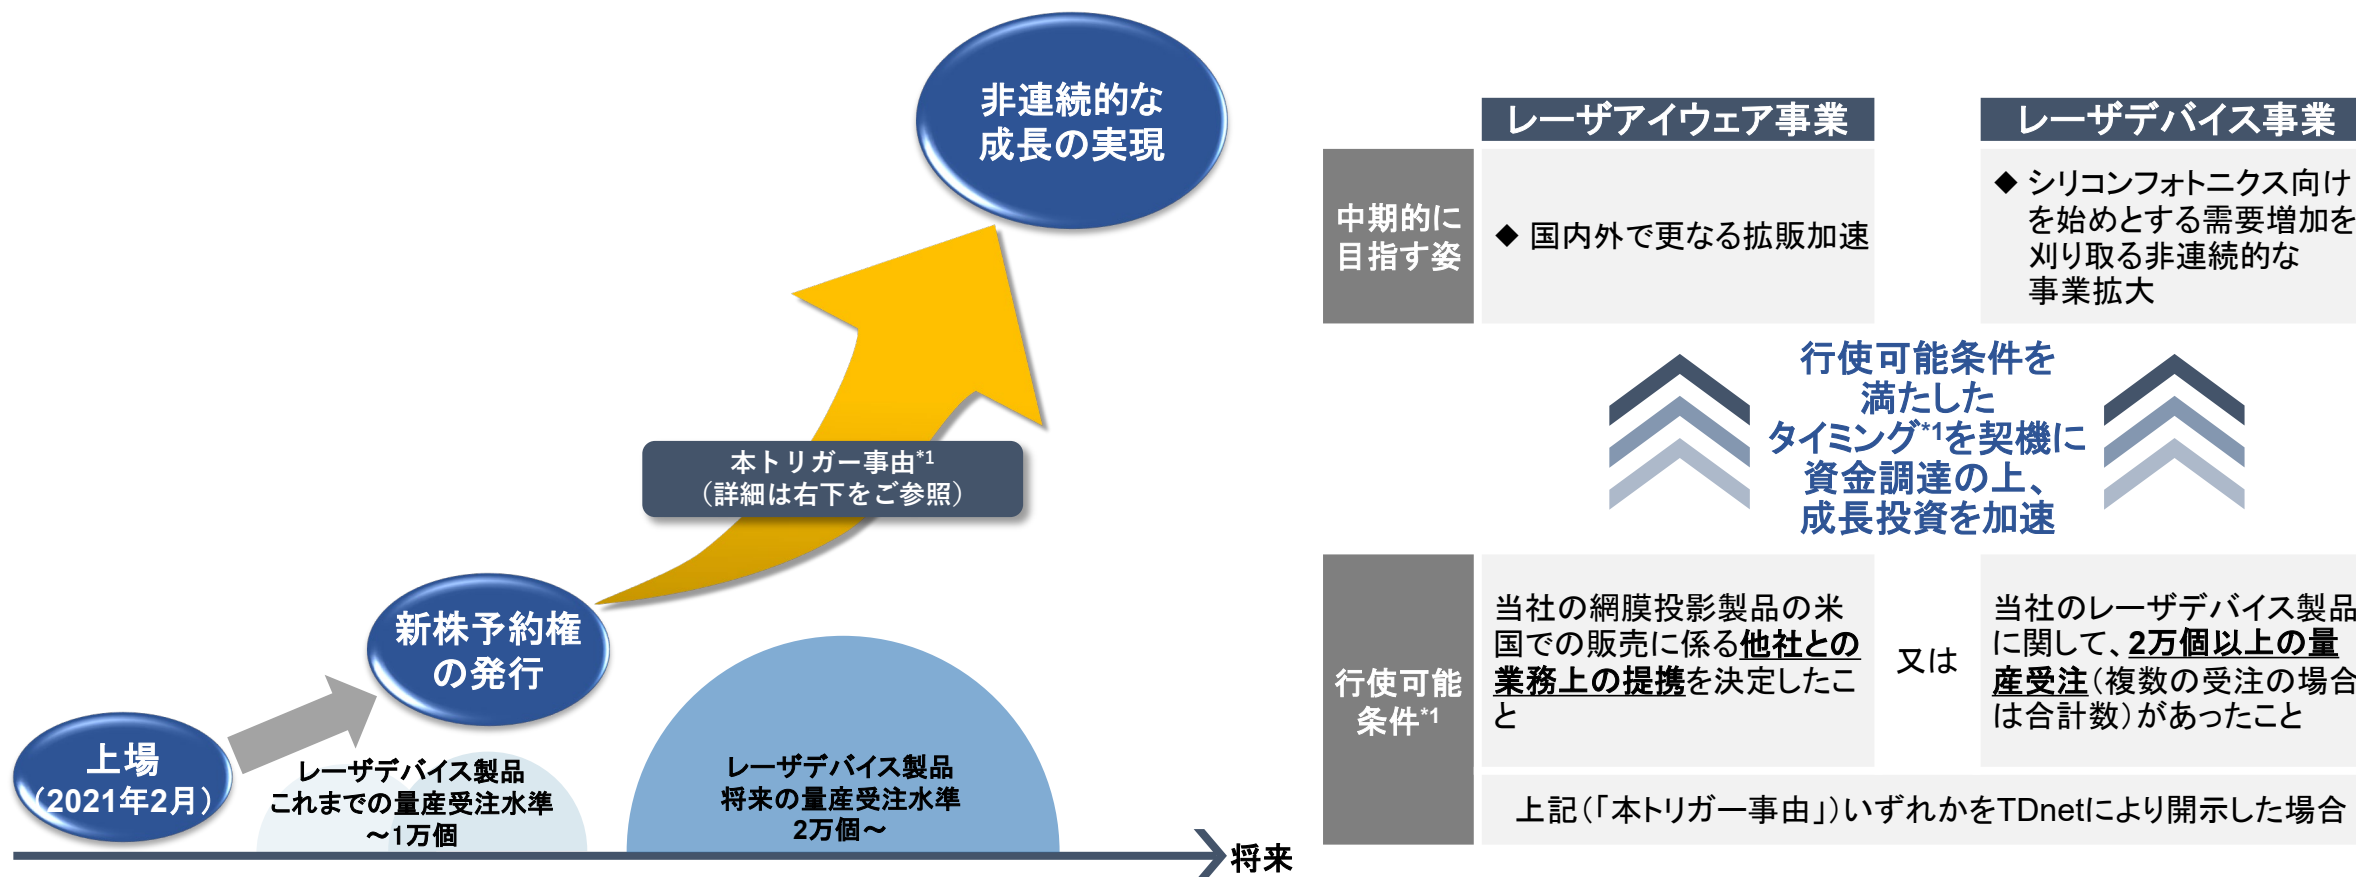 非連続的な
成長の実現
本トリガー事由*1
（詳細は右下をご参照）
新株予約権
の発行
上場
（2021年2月）
レーザデバイス製品
これまでの量産受注水準
～1万個
レーザデバイス製品
将来の量産受注水準
2万個～
将来
レーザアイウェア事業
レーザデバイス事業
中期的に
目指す姿
◆ 国内外で更なる拡販加速
◆ シリコンフォトニクス向け
を始めとする需要増加を
刈り取る非連続的な
事業拡大
行使可能条件を
満たした
タイミング*1を契機に
資金調達の上、
成長投資を加速
行使可能
条件*1
当社の網膜投影製品の米
国での販売に係る他社との
業務上の提携を決定したこ
と
又は
当社のレーザデバイス製品
に関して、2万個以上の量
産受注（複数の受注の場合
は合計数）があったこと
上記（「本トリガー事由」）いずれかをTDnetにより開示した場合